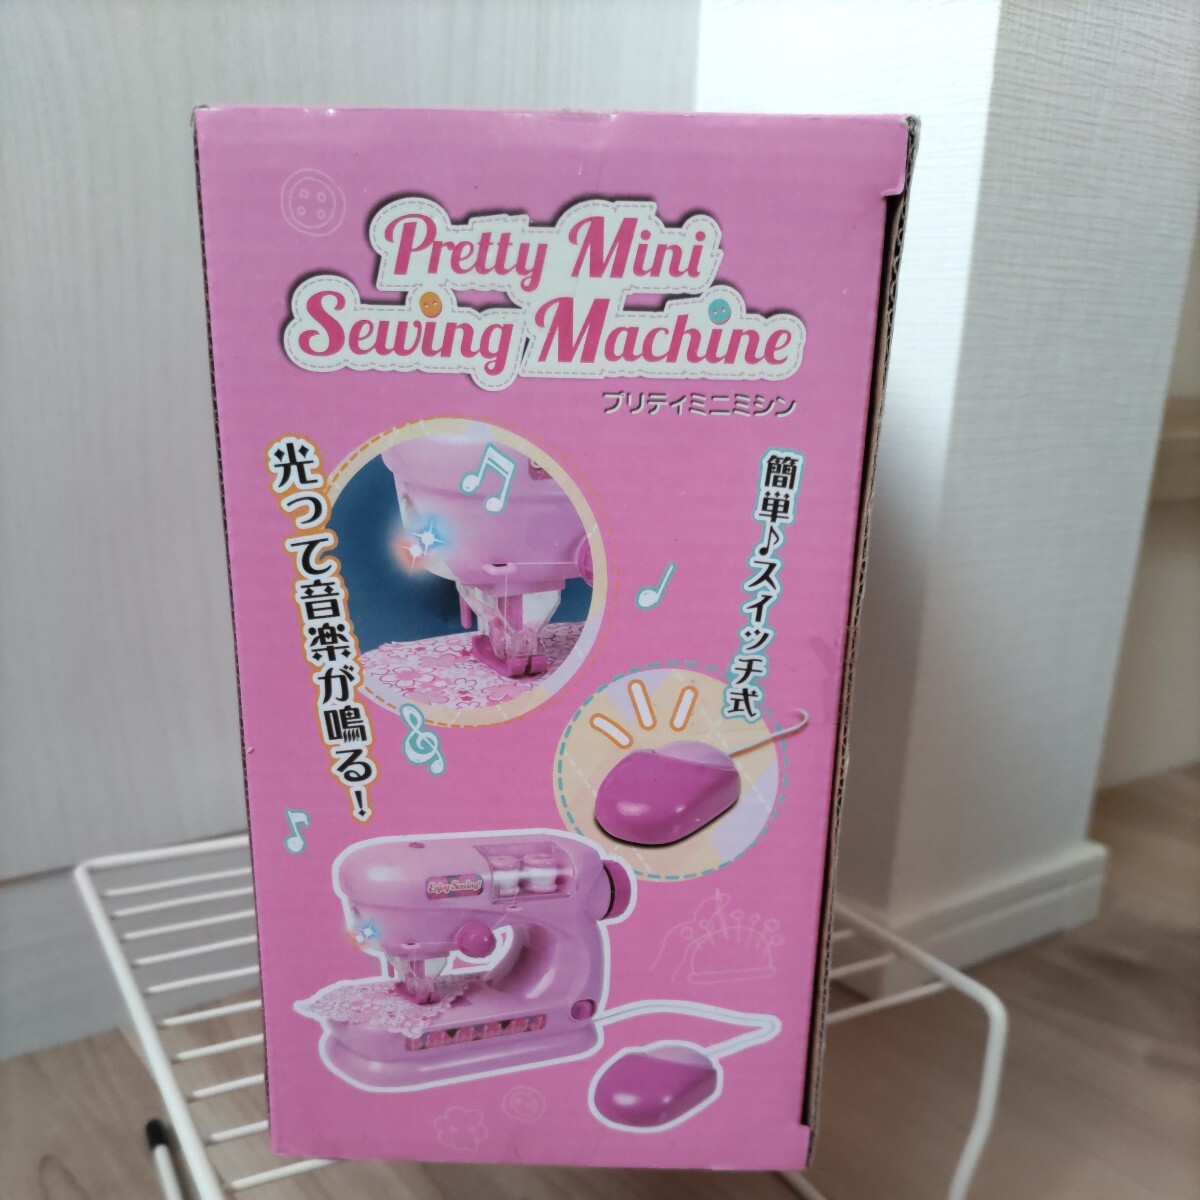 Pretty Mini
Sewing Machine
プリティミニミシン
光って音楽が鳴る!
簡単♪スイッチ式
Enjoy Sewing!